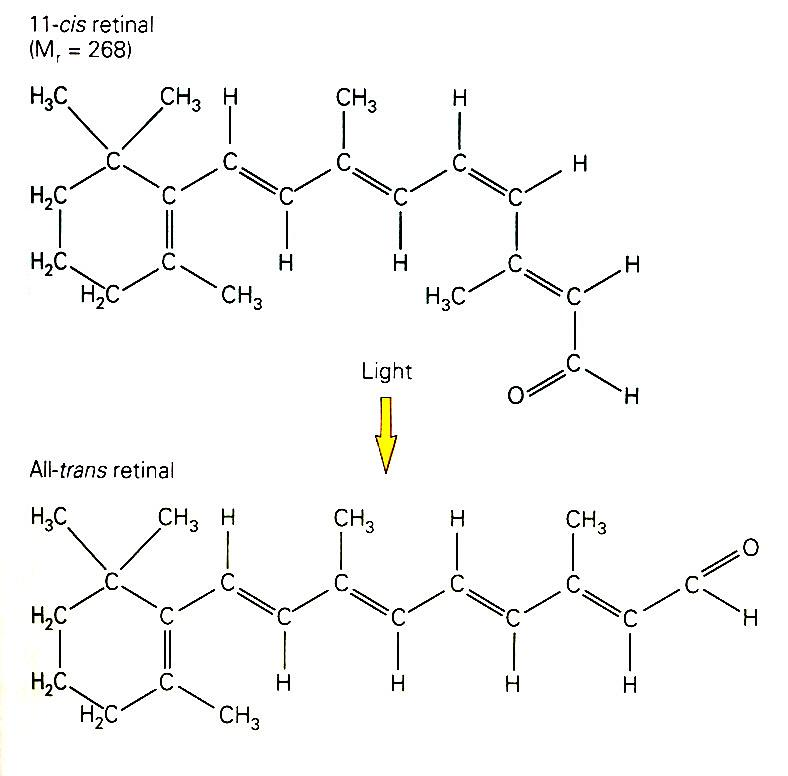 11-cis retinal
(Mr = 268)
H3C CH3 H CH3 H
C C C C H
H2C C C C C
H2C C H H H3C C C H
H2C CH3
Light
C
O H
All-trans retinal
H3C CH3 H CH3 H CH3 O
C C C C C C
H2C C C C C C H
H2C C H H H H
H2C CH3